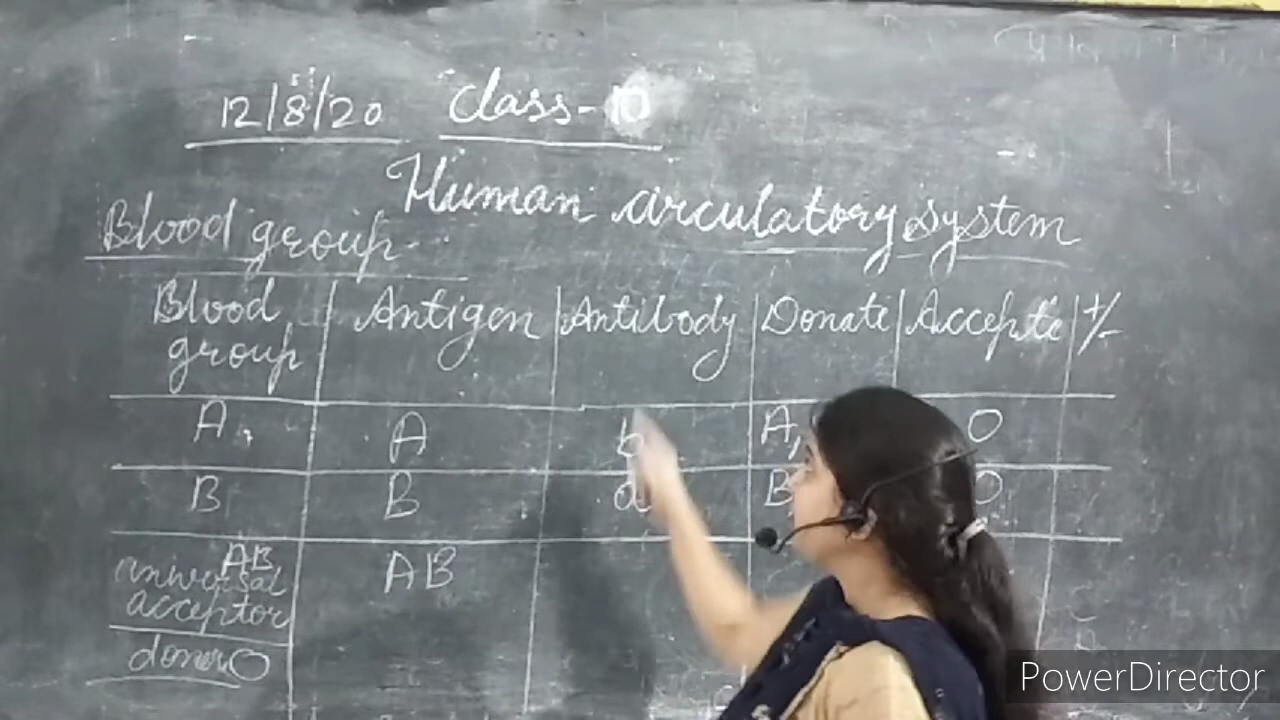 12/8/20 Class-10
Human circulatory system
Blood group
Blood group Antigen Antibody Donate Accepte +/-
A A b A, O
B B a B, O
AB AB
universal
acceptor
doner O
PowerDirector